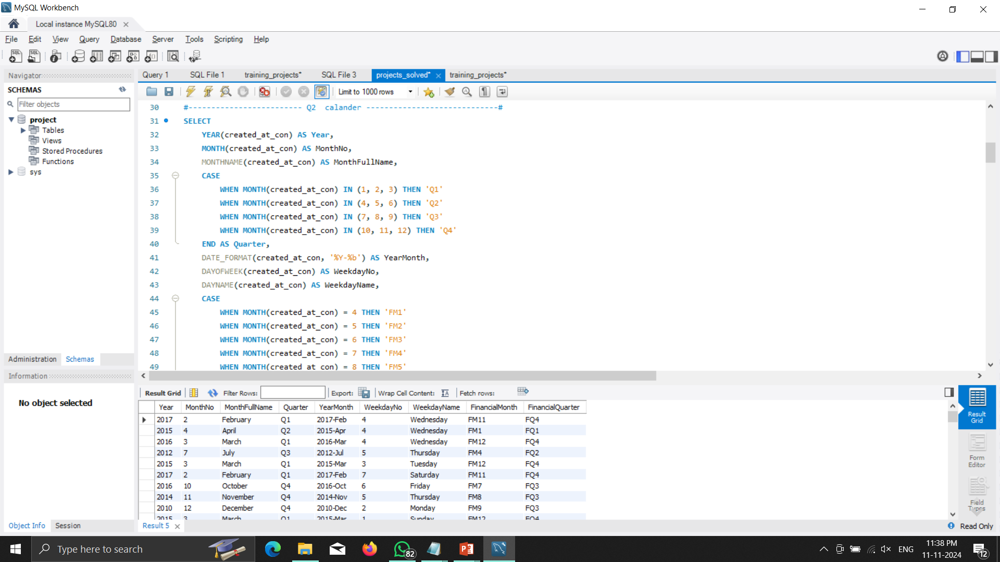 MySQL Workbench
Local instance MySQL80
File Edit View Query Database Server Tools Scripting Help
Navigator
SCHEMAS
Filter objects
project
Tables
Views
Stored Procedures
Functions
sys
Administration Schemas
Information
No object selected
Object Info Session
Query 1 SQL File 1 training_projects* SQL File 3 projects_solved* training_projects*
Limit to 1000 rows
30 #------------------------- Q2  calander -----------------------------#
31 SELECT
32 YEAR(created_at_con) AS Year,
33 MONTH(created_at_con) AS MonthNo,
34 MONTHNAME(created_at_con) AS MonthFullName,
35 CASE
36 WHEN MONTH(created_at_con) IN (1, 2, 3) THEN 'Q1'
37 WHEN MONTH(created_at_con) IN (4, 5, 6) THEN 'Q2'
38 WHEN MONTH(created_at_con) IN (7, 8, 9) THEN 'Q3'
39 WHEN MONTH(created_at_con) IN (10, 11, 12) THEN 'Q4'
40 END AS Quarter,
41 DATE_FORMAT(created_at_con, '%Y-%b') AS YearMonth,
42 DAYOFWEEK(created_at_con) AS WeekdayNo,
43 DAYNAME(created_at_con) AS WeekdayName,
44 CASE
45 WHEN MONTH(created_at_con) = 4 THEN 'FM1'
46 WHEN MONTH(created_at_con) = 5 THEN 'FM2'
47 WHEN MONTH(created_at_con) = 6 THEN 'FM3'
48 WHEN MONTH(created_at_con) = 7 THEN 'FM4'
49 WHEN MONTH(created_at_con) = 8 THEN 'FM5'
Result Grid Filter Rows: Export: Wrap Cell Content: Fetch rows:
Year MonthNo MonthFullName Quarter YearMonth WeekdayNo WeekdayName FinancialMonth FinancialQuarter
2017 2 February Q1 2017-Feb 4 Wednesday FM11 FQ4
2015 4 April Q2 2015-Apr 4 Wednesday FM1 FQ1
2016 3 March Q1 2016-Mar 4 Wednesday FM12 FQ4
2012 7 July Q3 2012-Jul 5 Thursday FM4 FQ2
2015 3 March Q1 2015-Mar 3 Tuesday FM12 FQ4
2017 2 February Q1 2017-Feb 7 Saturday FM11 FQ4
2016 10 October Q4 2016-Oct 6 Friday FM7 FQ3
2014 11 November Q4 2014-Nov 5 Thursday FM8 FQ3
2010 12 December Q4 2010-Dec 2 Monday FM9 FQ3
2015 3 March Q1 2015-Mar 1 Sunday FM12 FQ4
Result
Grid
Form
Editor
Field
Types
Result 5
Read Only
Type here to search
82
ENG
11:38 PM
11-11-2024
12